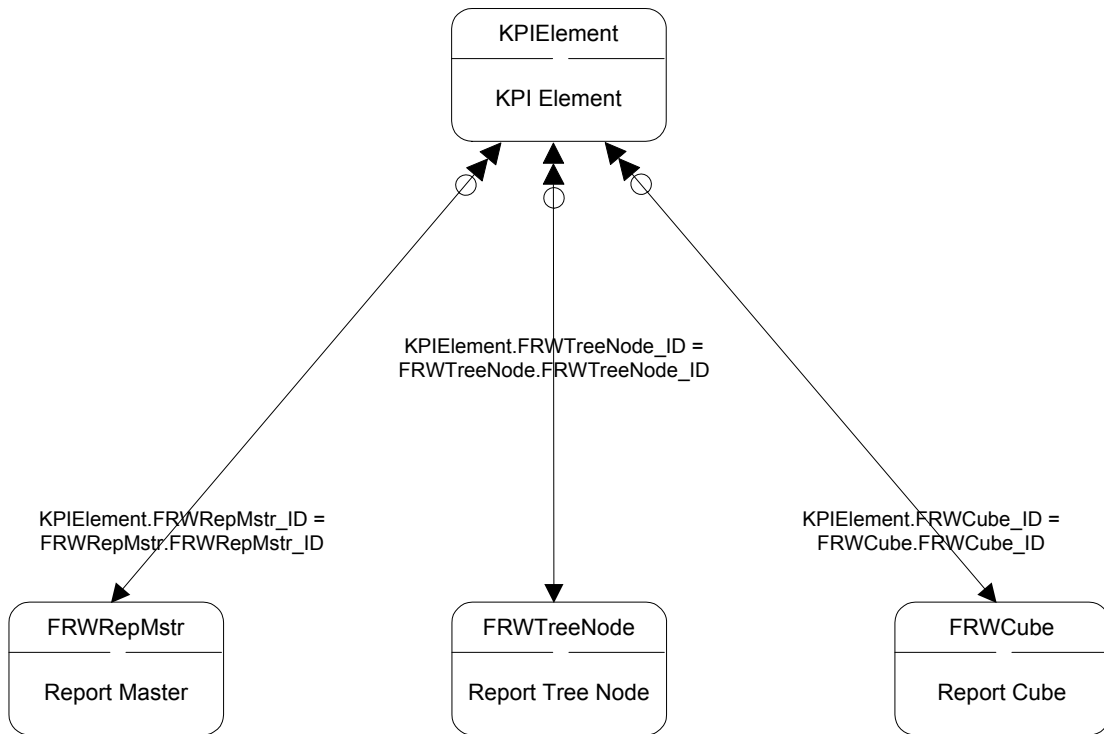 KPIElement
KPI Element
KPIElement.FRWTreeNode_ID =
FRWTreeNode.FRWTreeNode_ID
KPIElement.FRWRepMstr_ID =
FRWRepMstr.FRWRepMstr_ID
KPIElement.FRWCube_ID =
FRWCube.FRWCube_ID
FRWRepMstr
Report Master
FRWTreeNode
Report Tree Node
FRWCube
Report Cube